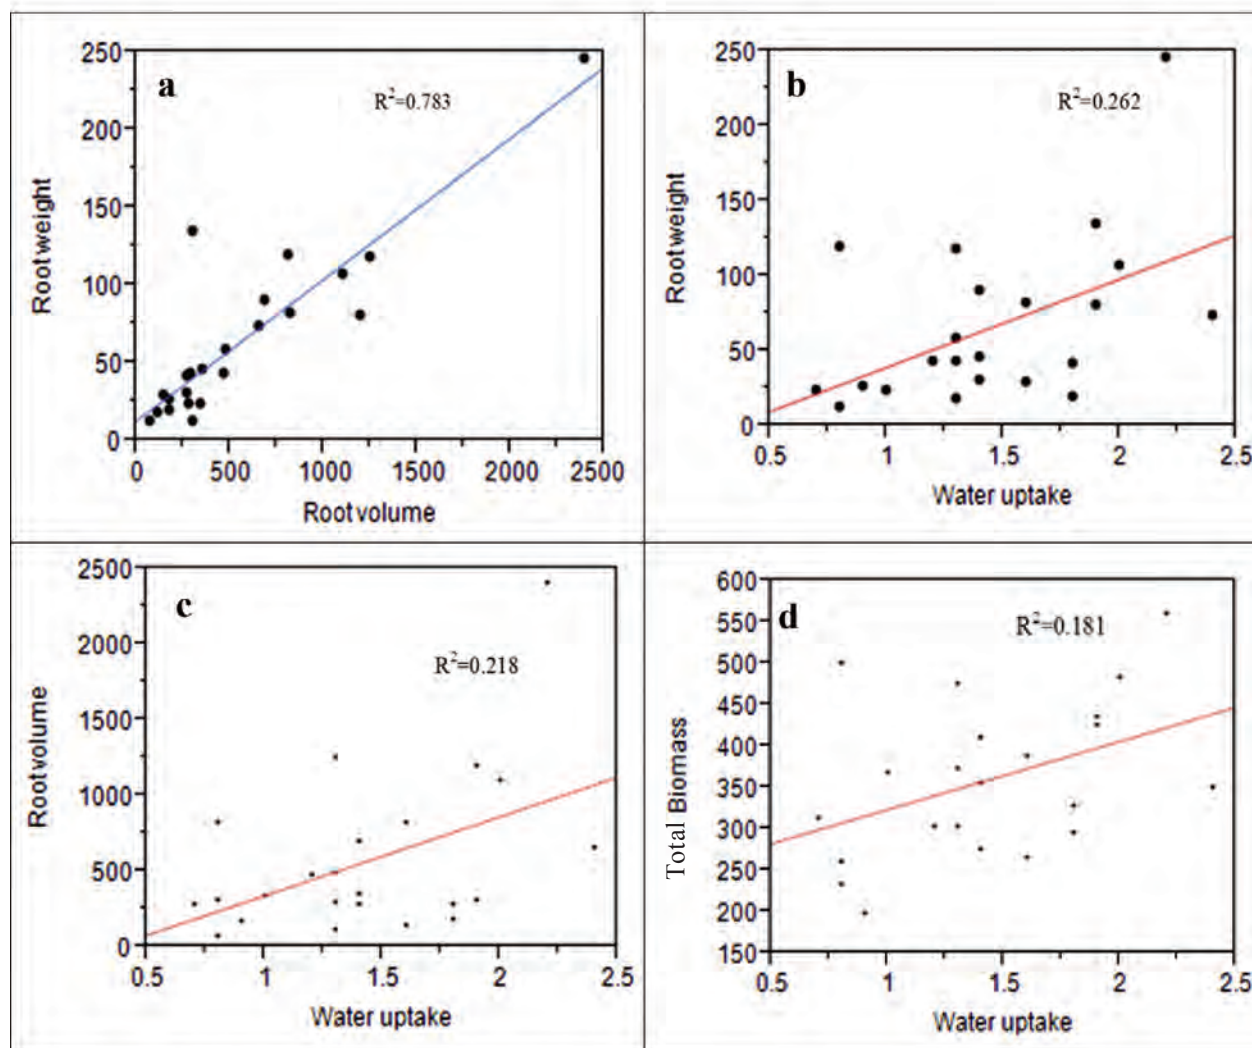 a
R²=0.783
Root weight
250
200
150
100
50
0
0 500 1000 1500 2000 2500
Root volume
b
R²=0.262
Root weight
250
200
150
100
50
0
0.5 1 1.5 2 2.5
Water uptake
c
R²=0.218
Root volume
2500
2000
1500
1000
500
0
0.5 1 1.5 2 2.5
Water uptake
d
R²=0.181
Total Biomass
600
550
500
450
400
350
300
250
200
150
0.5 1 1.5 2 2.5
Water uptake